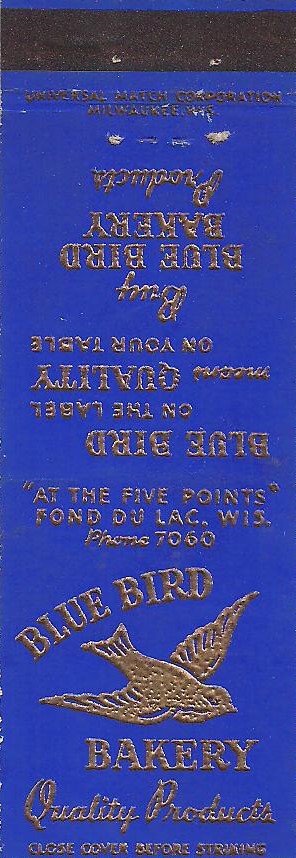 UNIVERSAL MATCH CORPORATION
MILWAUKEE, WIS.
BLUE BIRD
ON THE LABEL
means QUALITY
ON YOUR TABLE
Buy
BLUE BIRD
BAKERY
Products
"AT THE FIVE POINTS"
FOND DU LAC, WIS.
Phone 7060
BLUE BIRD
BAKERY
Quality Products
CLOSE COVER BEFORE STRIKING